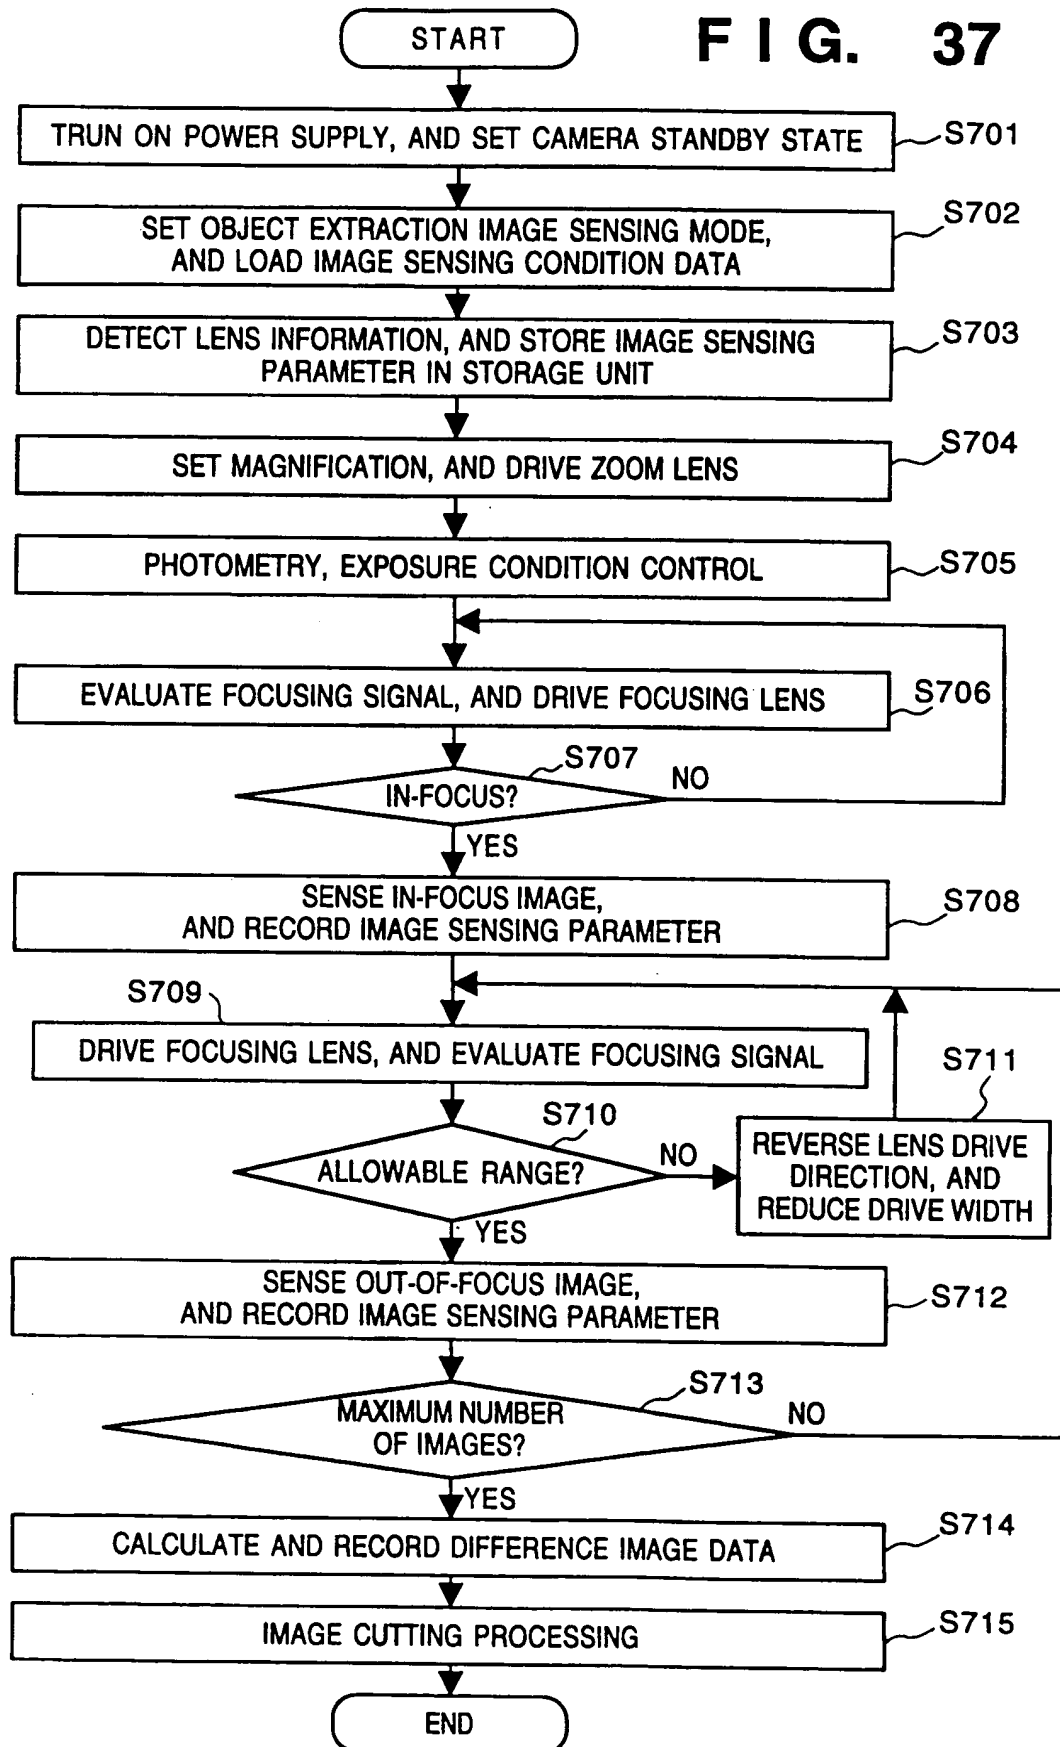 START
F I G. 37
TRUN ON POWER SUPPLY, AND SET CAMERA STANDBY STATE
S701
SET OBJECT EXTRACTION IMAGE SENSING MODE,
AND LOAD IMAGE SENSING CONDITION DATA
S702
DETECT LENS INFORMATION, AND STORE IMAGE SENSING
PARAMETER IN STORAGE UNIT
S703
SET MAGNIFICATION, AND DRIVE ZOOM LENS
S704
PHOTOMETRY, EXPOSURE CONDITION CONTROL
S705
EVALUATE FOCUSING SIGNAL, AND DRIVE FOCUSING LENS
S706
S707
IN-FOCUS?
NO
YES
SENSE IN-FOCUS IMAGE,
AND RECORD IMAGE SENSING PARAMETER
S708
S709
DRIVE FOCUSING LENS, AND EVALUATE FOCUSING SIGNAL
S710
ALLOWABLE RANGE?
NO
YES
S711
REVERSE LENS DRIVE
DIRECTION, AND
REDUCE DRIVE WIDTH
SENSE OUT-OF-FOCUS IMAGE,
AND RECORD IMAGE SENSING PARAMETER
S712
S713
MAXIMUM NUMBER
OF IMAGES?
NO
YES
CALCULATE AND RECORD DIFFERENCE IMAGE DATA
S714
IMAGE CUTTING PROCESSING
S715
END